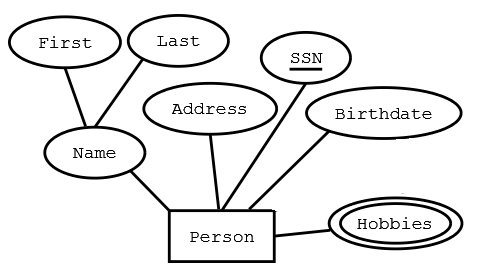 First
Last
SSN
Address
Birthdate
Name
Person
Hobbies